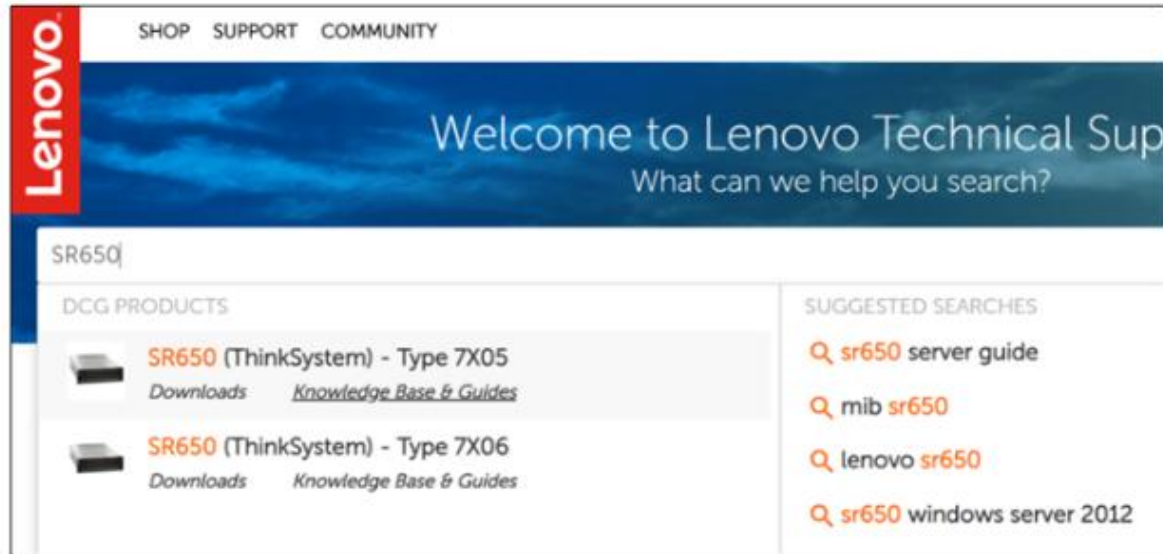 Lenovo.
SHOP SUPPORT COMMUNITY
Welcome to Lenovo Technical Sup
What can we help you search?
SR650
DCG PRODUCTS
SR650 (ThinkSystem) - Type 7X05
Downloads Knowledge Base & Guides
SR650 (ThinkSystem) - Type 7X06
Downloads Knowledge Base & Guides
SUGGESTED SEARCHES
sr650 server guide
mib sr650
lenovo sr650
sr650 windows server 2012